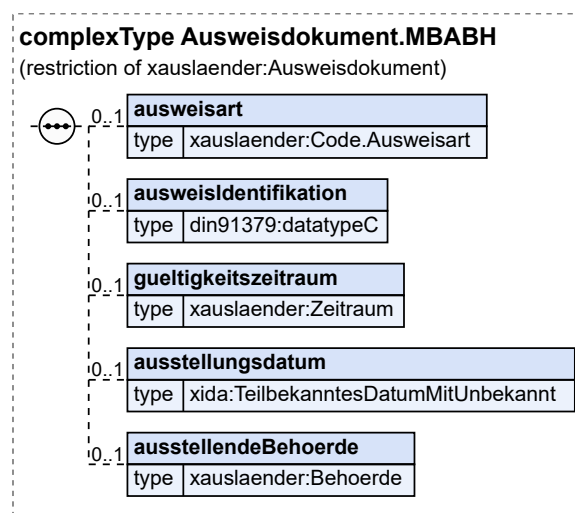 complexType Ausweisdokument.MBABH
(restriction of xauslaender:Ausweisdokument)
0..1 ausweisart
type xauslaender:Code.Ausweisart
0..1 ausweisIdentifikation
type din91379:datatypeC
0..1 gueltigkeitszeitraum
type xauslaender:Zeitraum
0..1 ausstellungsdatum
type xida:TeilbekanntesDatumMitUnbekannt
0..1 ausstellendeBehoerde
type xauslaender:Behoerde